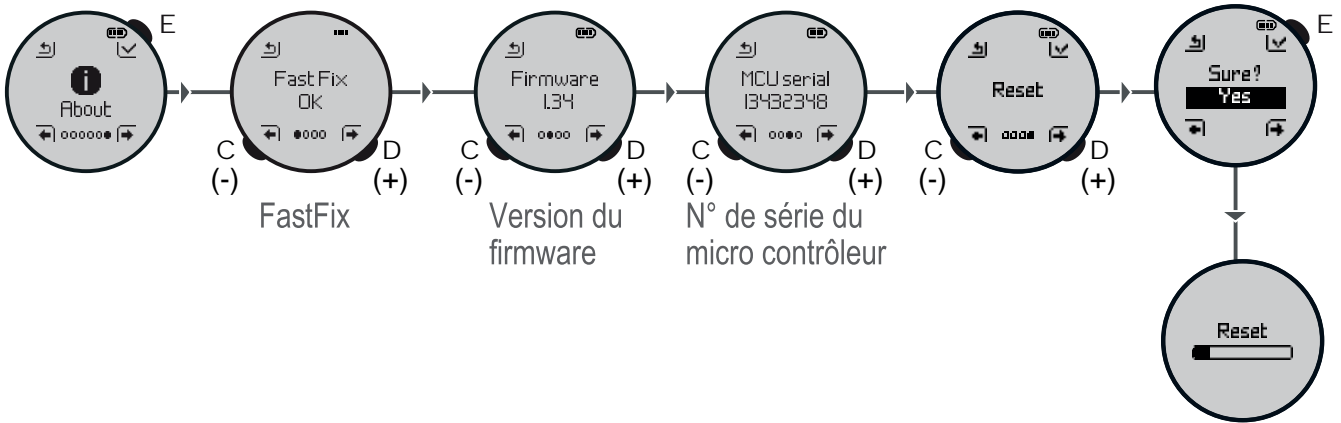 E
About
Fast Fix
OK
C
(-)
D
(+)
FastFix
Firmware
1.34
C
(-)
D
(+)
Version du
firmware
MCU serial
13432348
C
(-)
D
(+)
N° de série du
micro contrôleur
Reset
C
(-)
D
(+)
E
Sure?
Yes
Reset